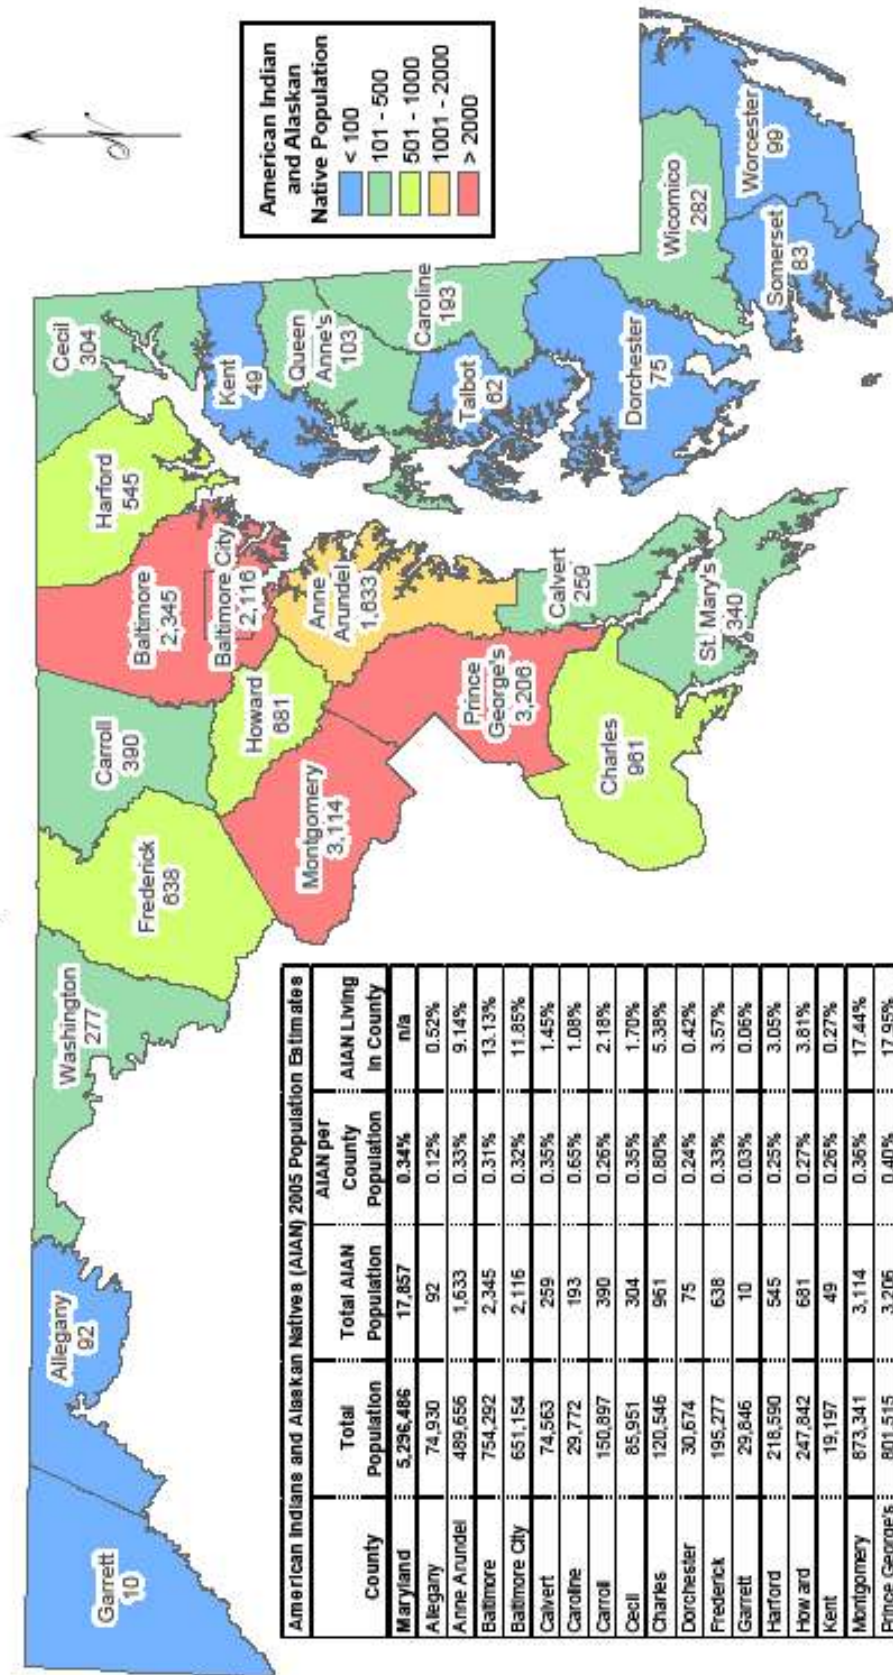 N
American Indian
and Alaskan
Native Population
< 100
101 - 500
501 - 1000
1001 - 2000
> 2000
Garrett
10
Allegany
92
Washington
277
Frederick
638
Carroll
390
Baltimore
2,345
Baltimore City
2,116
Harford
545
Cecil
304
Kent
49
Queen
Anne's
103
Caroline
193
Talbot
62
Dorchester
75
Wicomico
282
Somerset
83
Worcester
99
Howard
681
Montgomery
3,114
Anne
Arundel
1,633
Prince
George's
3,206
Calvert
259
Charles
961
St. Mary's
340
American Indians and Alaskan Natives (AIAN) 2005 Population Estimates
County Total Population Total AIAN Population AIAN per County Population AIAN Living in County
Maryland 5,296,486 17,857 0.34% n/a
Allegany 74,930 92 0.12% 0.52%
Anne Arundel 489,656 1,633 0.33% 9.14%
Baltimore 754,292 2,345 0.31% 13.13%
Baltimore City 651,154 2,116 0.32% 11.85%
Calvert 74,563 259 0.35% 1.45%
Caroline 29,772 193 0.65% 1.08%
Carroll 150,897 390 0.26% 2.18%
Cecil 85,951 304 0.35% 1.70%
Charles 120,546 961 0.80% 5.38%
Dorchester 30,674 75 0.24% 0.42%
Frederick 195,277 638 0.33% 3.57%
Garrett 29,846 10 0.03% 0.06%
Harford 218,590 545 0.25% 3.05%
Howard 247,842 681 0.27% 3.81%
Kent 19,197 49 0.26% 0.27%
Montgomery 873,341 3,114 0.36% 17.44%
Prince George's 801,515 3,206 0.40% 17.95%